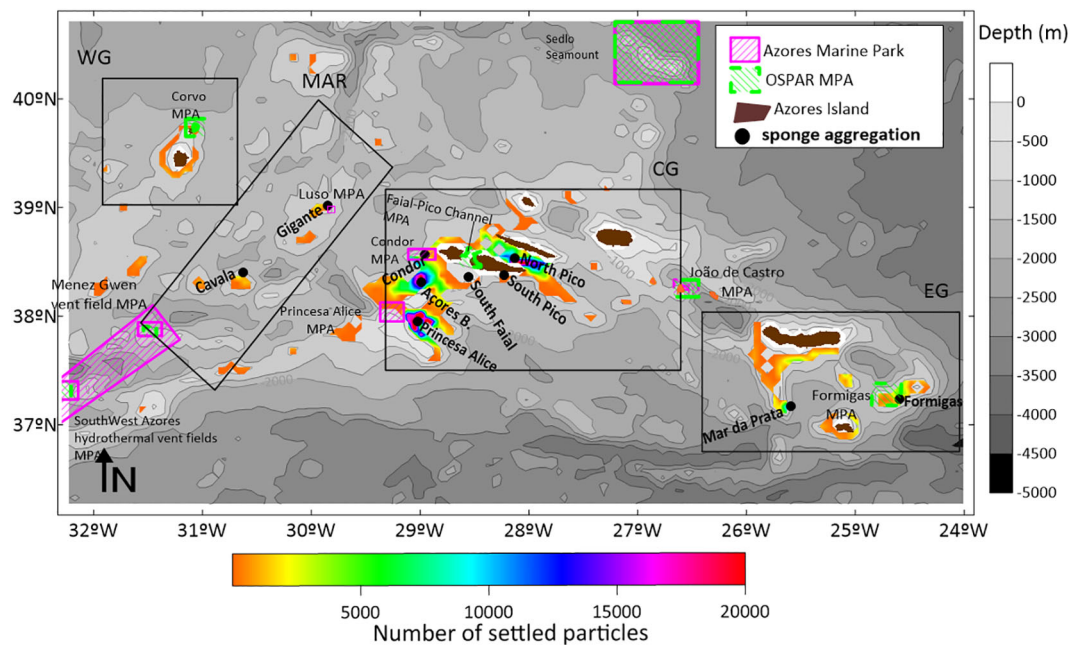 Depth (m)
Sedlo
Seamount
Azores Marine Park
OSPAR MPA
Azores Island
sponge aggregation
WG
MAR
CG
EG
Corvo
MPA
Luso MPA
Gigante
Cavala
Faial-Pico Channel
MPA
Condor
MPA
Condor
Açores B.
Princesa Alice
MPA
Princesa Alice
South Faial
South Pico
North Pico
João de Castro
MPA
Menez Gwen
vent field MPA
SouthWest Azores
hydrothermal vent fields
MPA
Formigas
MPA
Formigas
Mar da Prata
-2000
-2000
N
40ºN
39ºN
38ºN
37ºN
32ºW 31ºW 30ºW 29ºW 28ºW 27ºW 26ºW 25ºW 24ºW
0
-500
-1000
-1500
-2000
-2500
-3000
-3500
-4000
-4500
-5000
5000 10000 15000 20000
Number of settled particles